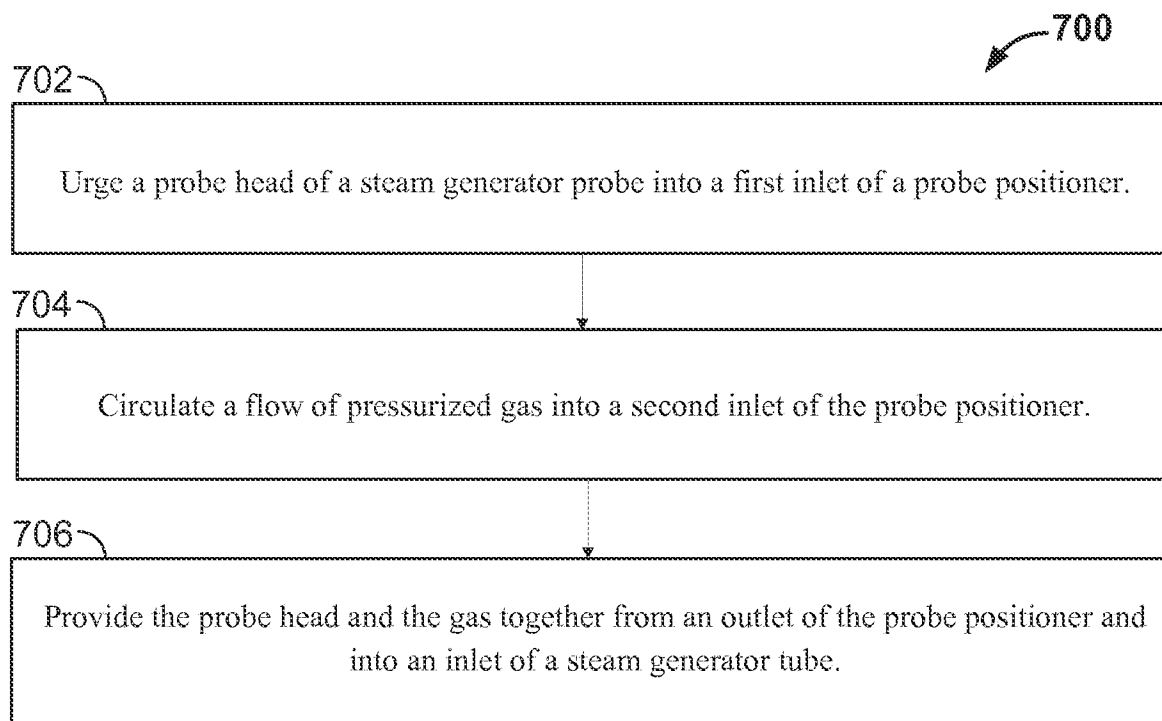 700
702
Urge a probe head of a steam generator probe into a first inlet of a probe positioner.
704
Circulate a flow of pressurized gas into a second inlet of the probe positioner.
706
Provide the probe head and the gas together from an outlet of the probe positioner and
into an inlet of a steam generator tube.